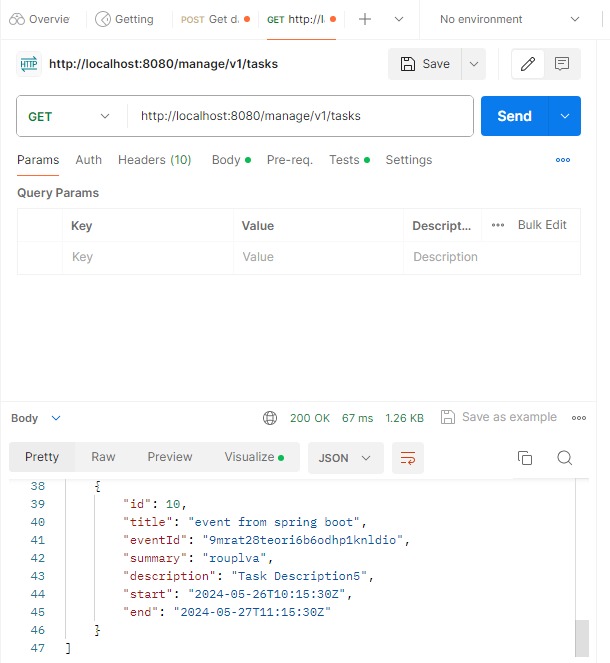 Overvie Getting POST Get d. GET http://l. No environment
HTTP http://localhost:8080/manage/v1/tasks Save
GET http://localhost:8080/manage/v1/tasks Send
Params Auth Headers (10) Body Pre-req. Tests Settings
Query Params
Key Value Descript... Bulk Edit
Key Value Description
Body 200 OK 67 ms 1.26 KB Save as example
Pretty Raw Preview Visualize JSON
38 {
39 "id": 10,
40 "title": "event from spring boot",
41 "eventId": "9mrat28teori6b6odhp1knldio",
42 "summary": "rouplva",
43 "description": "Task Description5",
44 "start": "2024-05-26T10:15:30Z",
45 "end": "2024-05-27T11:15:30Z"
46 }
47 ]